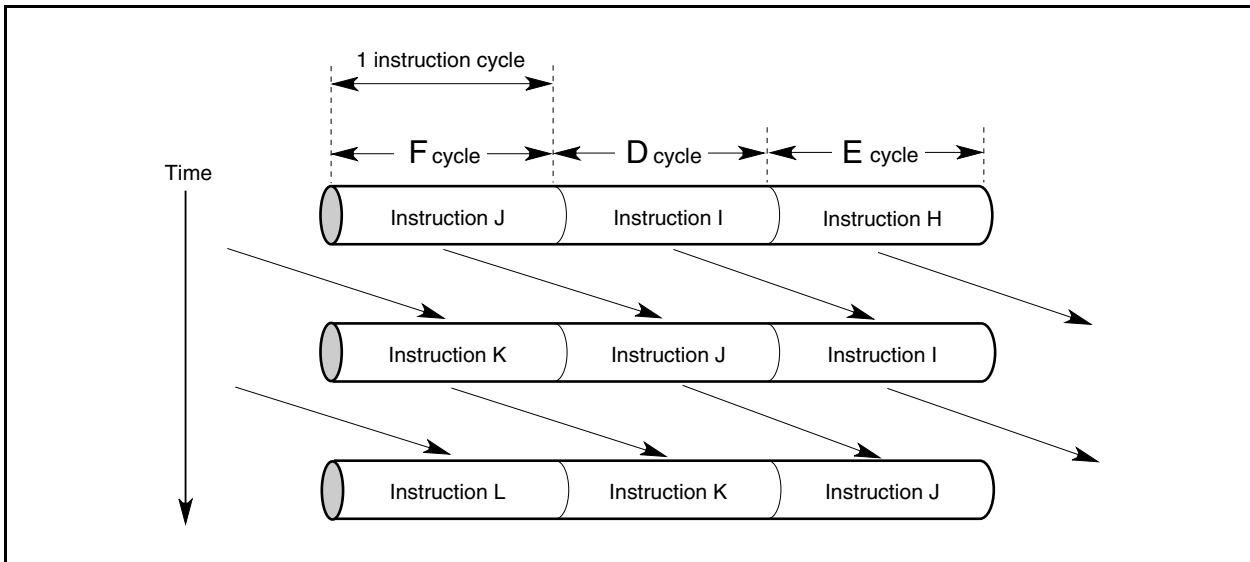 1 instruction cycle
F cycle
D cycle
E cycle
Time
Instruction J
Instruction I
Instruction H
Instruction K
Instruction J
Instruction I
Instruction L
Instruction K
Instruction J